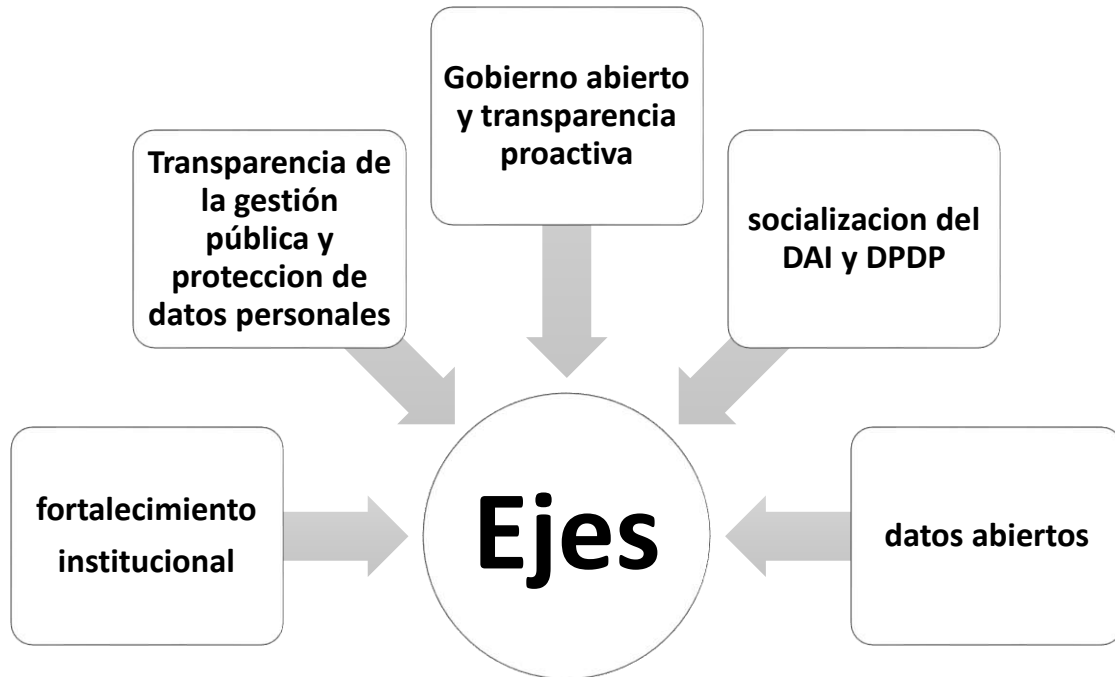 Gobierno abierto
y transparencia
proactiva
Transparencia de
la gestión
pública y
proteccion de
datos personales
socializacion del
DAI y DPDP
fortalecimiento
institucional
Ejes
datos abiertos